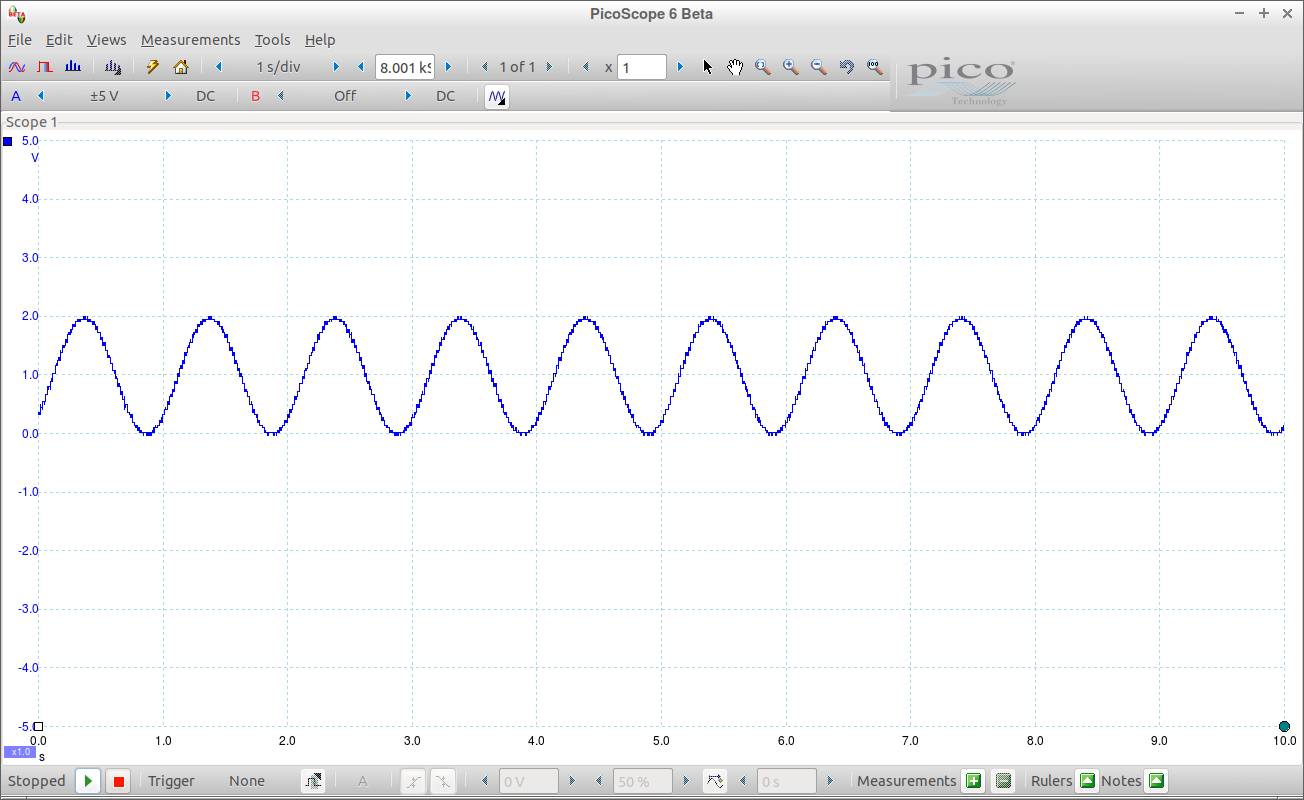 PicoScope 6 Beta
File Edit Views Measurements Tools Help
1 s/div 8.001 kS 1 of 1 x 1
pico
Technology
A ±5 V DC B Off DC
Scope 1
5.0
V
4.0
3.0
2.0
1.0
0.0
-1.0
-2.0
-3.0
-4.0
-5.0
x1.0
0.0 1.0 2.0 3.0 4.0 5.0 6.0 7.0 8.0 9.0 10.0
s
Stopped Trigger None A 0 V 50 % 0 s Measurements Rulers Notes